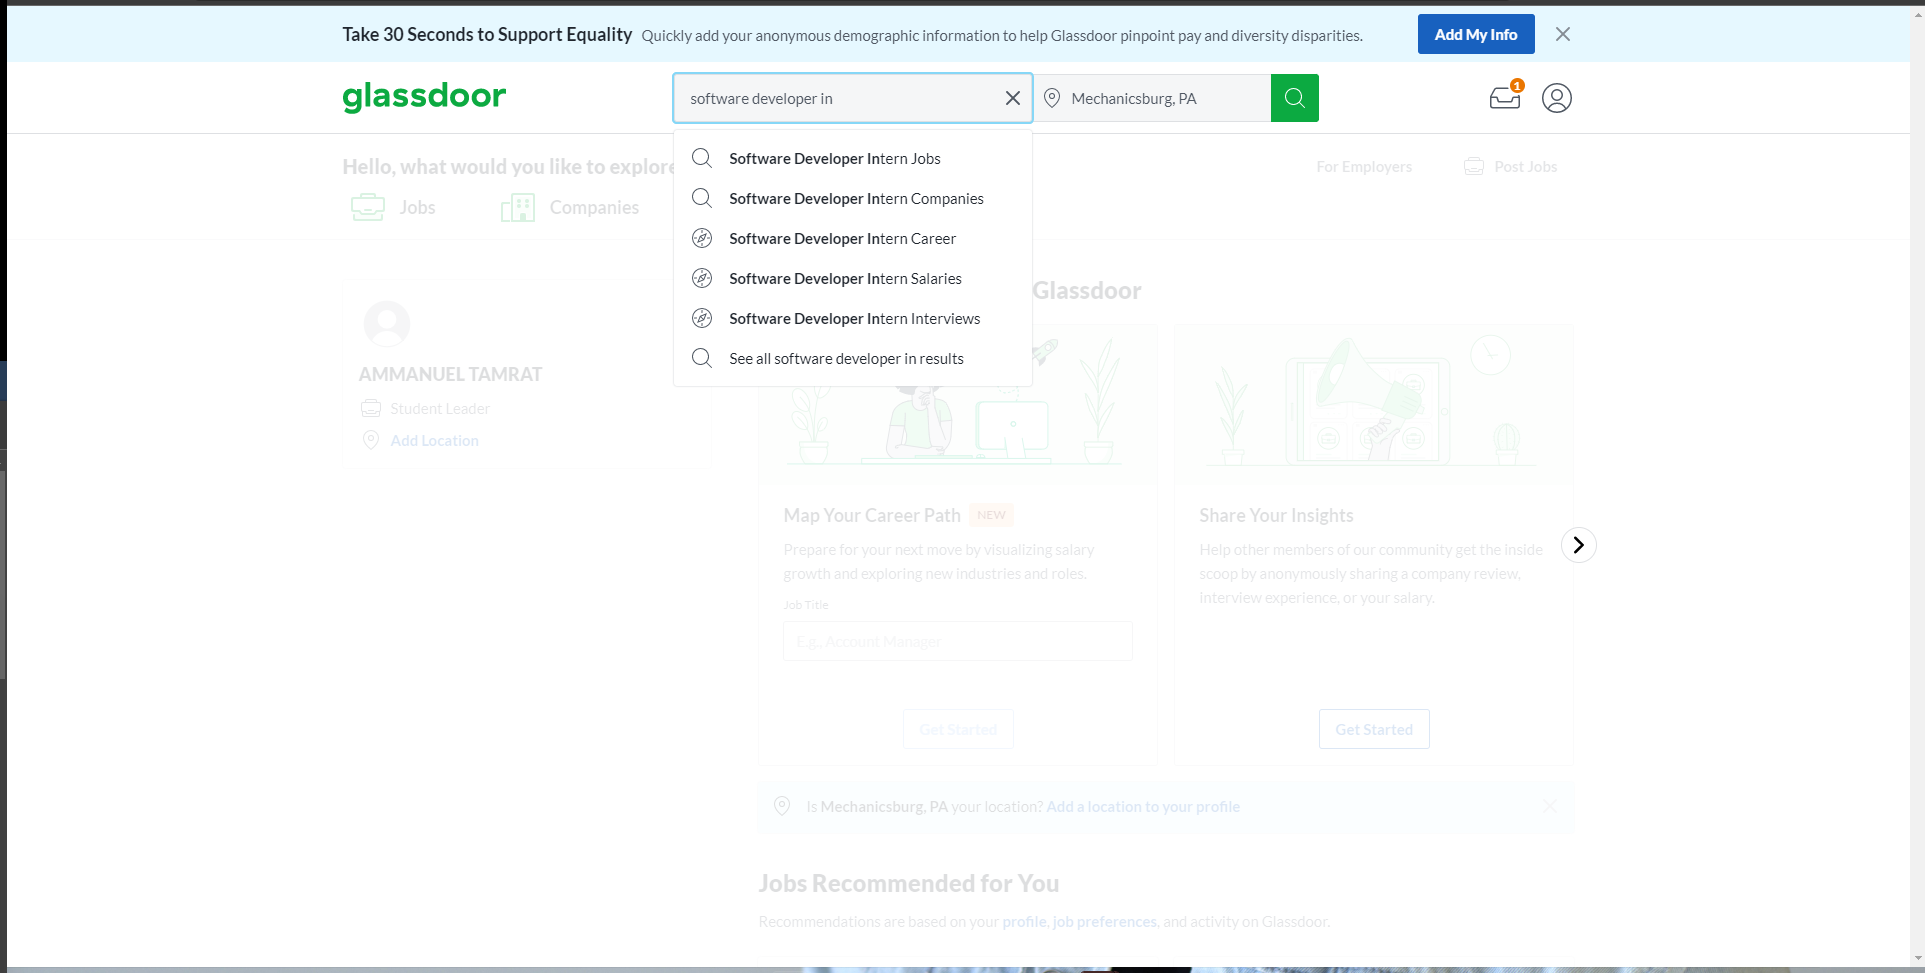 Take 30 Seconds to Support Equality Quickly add your anonymous demographic information to help Glassdoor pinpoint pay and diversity disparities. Add My Info
glassdoor
software developer in
Mechanicsburg, PA
1
Software Developer Intern Jobs
Software Developer Intern Companies
Software Developer Intern Career
Software Developer Intern Salaries
Software Developer Intern Interviews
See all software developer in results
Hello, what would you like to explore
For Employers
Post Jobs
Jobs
Companies
Glassdoor
AMMANUEL TAMRAT
Student Leader
Add Location
Map Your Career Path NEW
Prepare for your next move by visualizing salary
growth and exploring new industries and roles.
Job Title
E.g., Account Manager
Get Started
Share Your Insights
Help other members of our community get the inside
scoop by anonymously sharing a company review,
interview experience, or your salary.
Get Started
Is Mechanicsburg, PA your location? Add a location to your profile
Jobs Recommended for You
Recommendations are based on your profile, job preferences, and activity on Glassdoor.